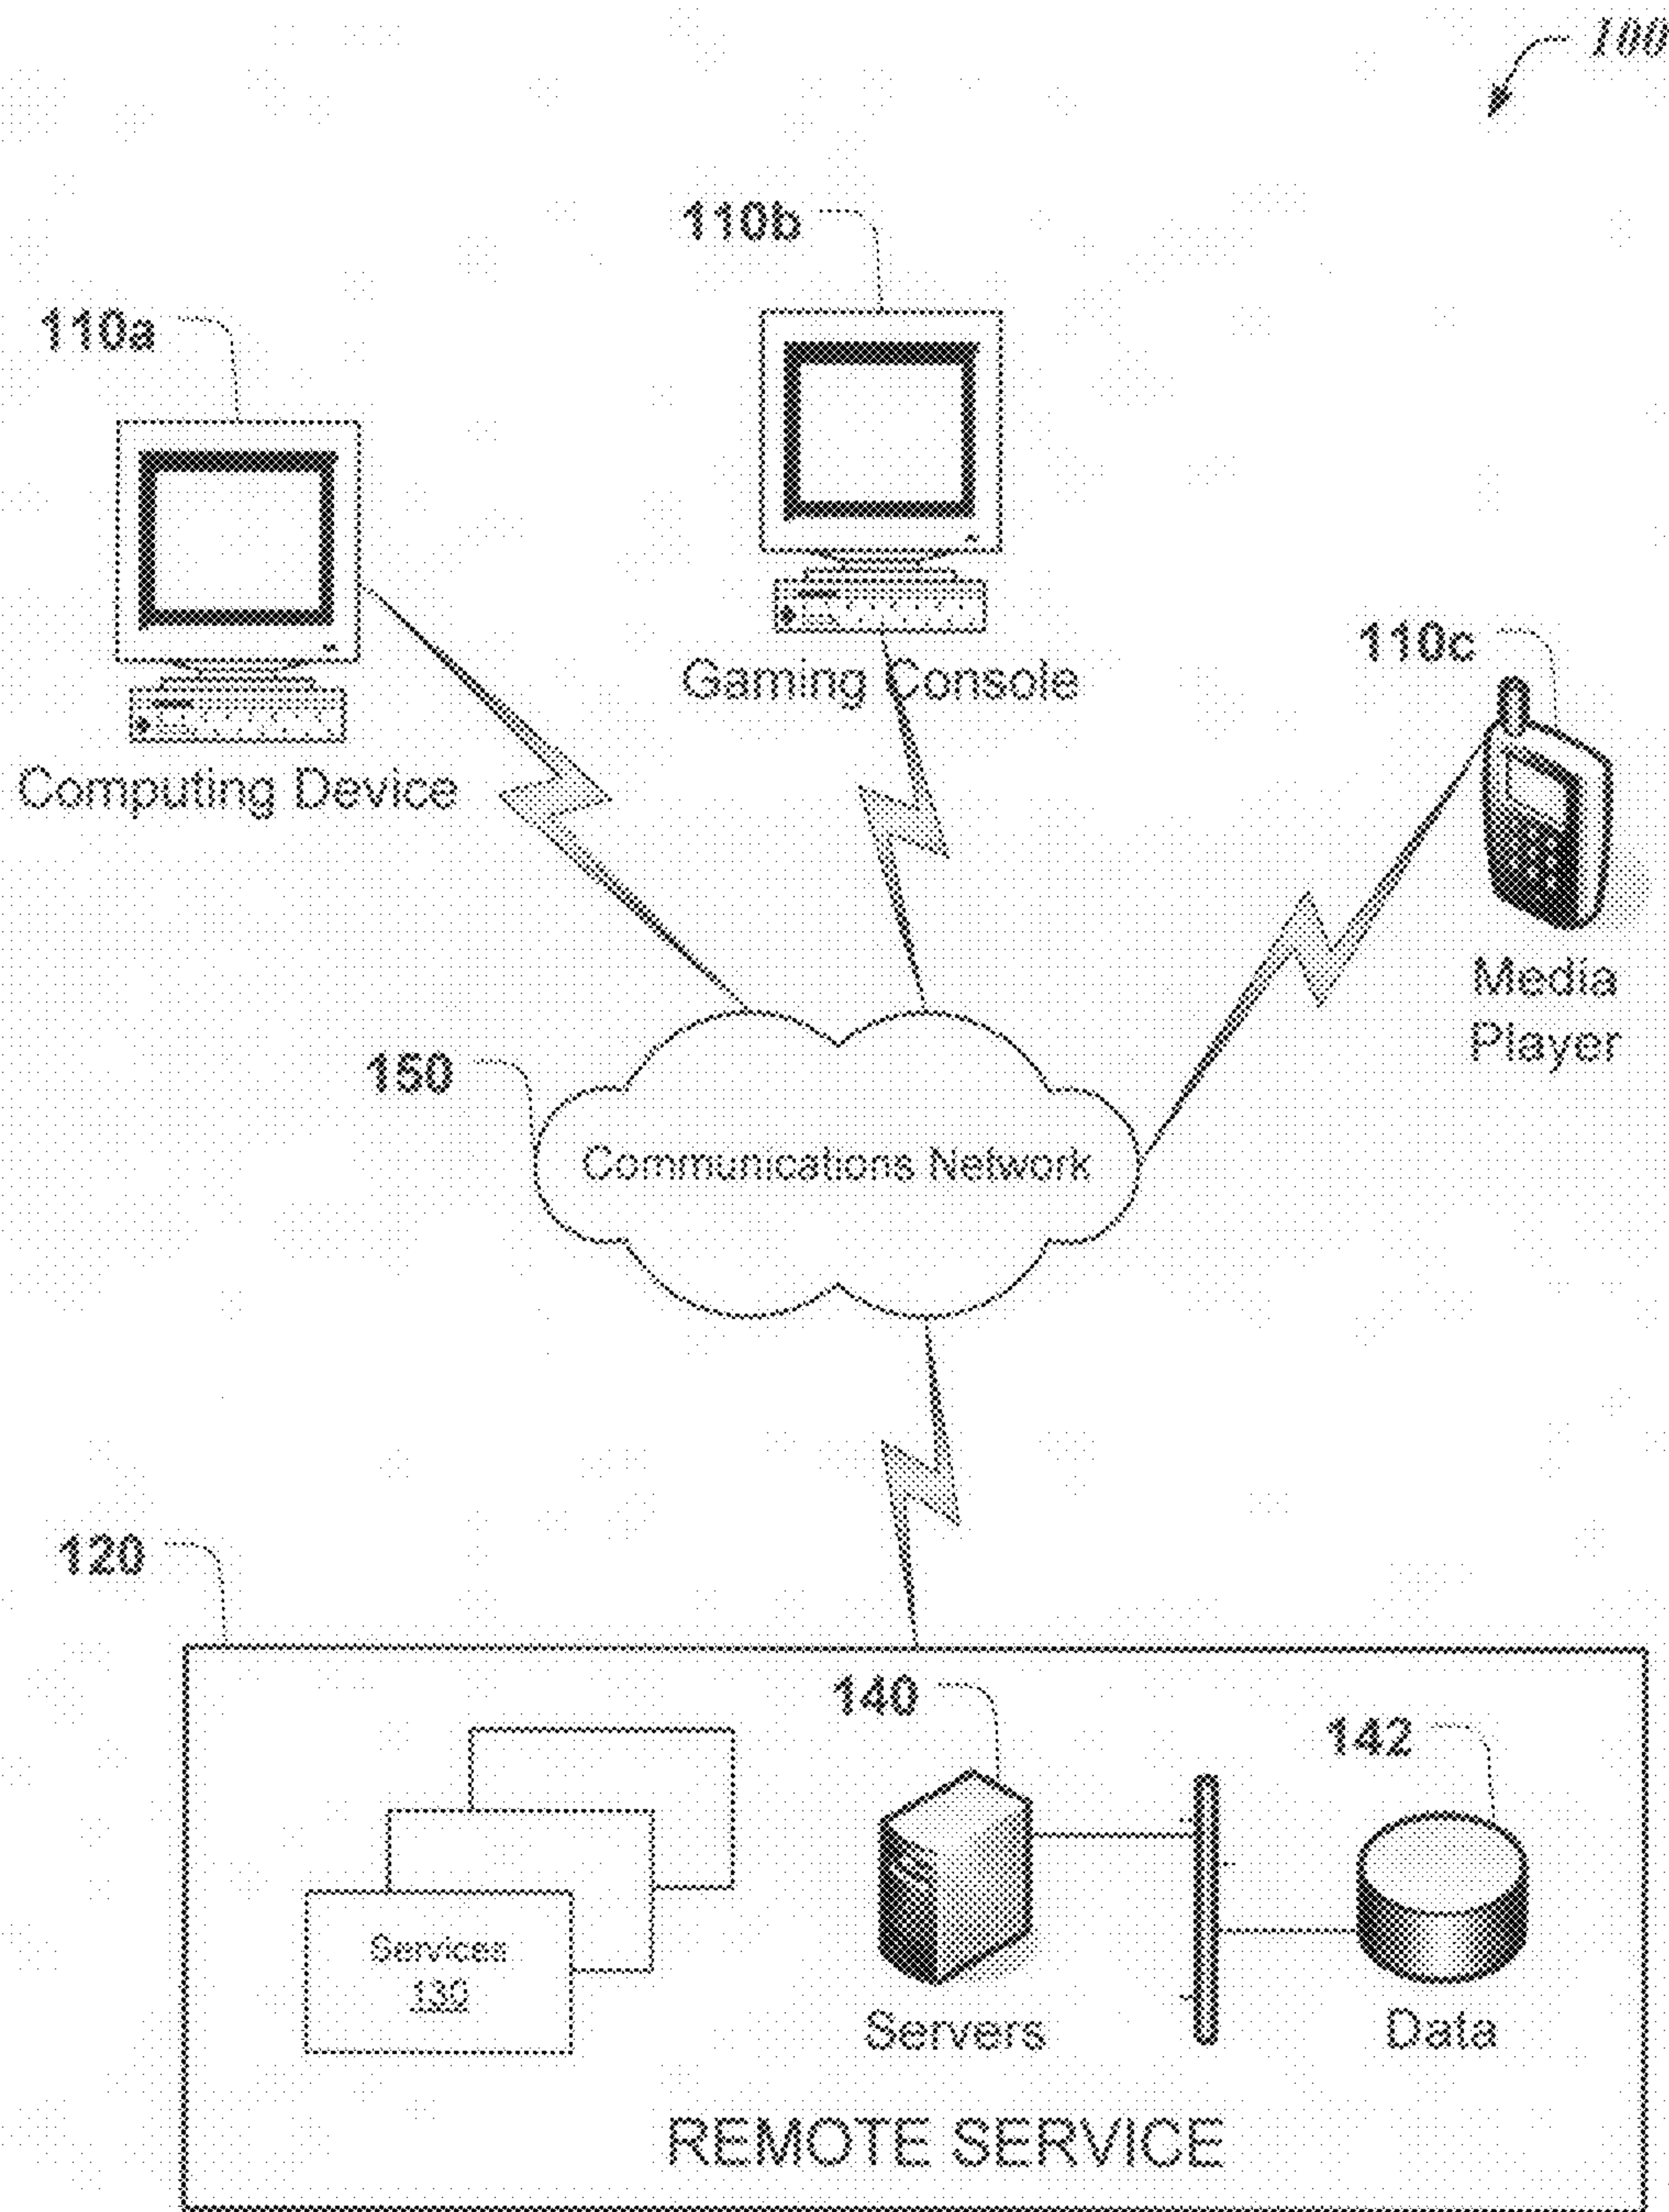 100
110b
110a
Gaming Console
110c
Computing Device
Media
Player
150
Communications Network
120
140
142
Services
130
Servers
Data
REMOTE SERVICE